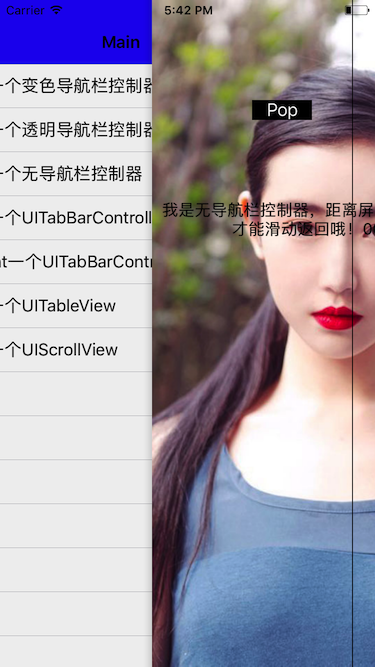 Carrier
5:42 PM
Main
一个变色导航栏控制
一个透明导航栏控制
一个无导航栏控制器
一个UITabBarControll
nt一个UITabBarCont
一个UITableView
一个UIScrollView
Pop
我是无导航栏控制器，距离屏
才能滑动返回哦！